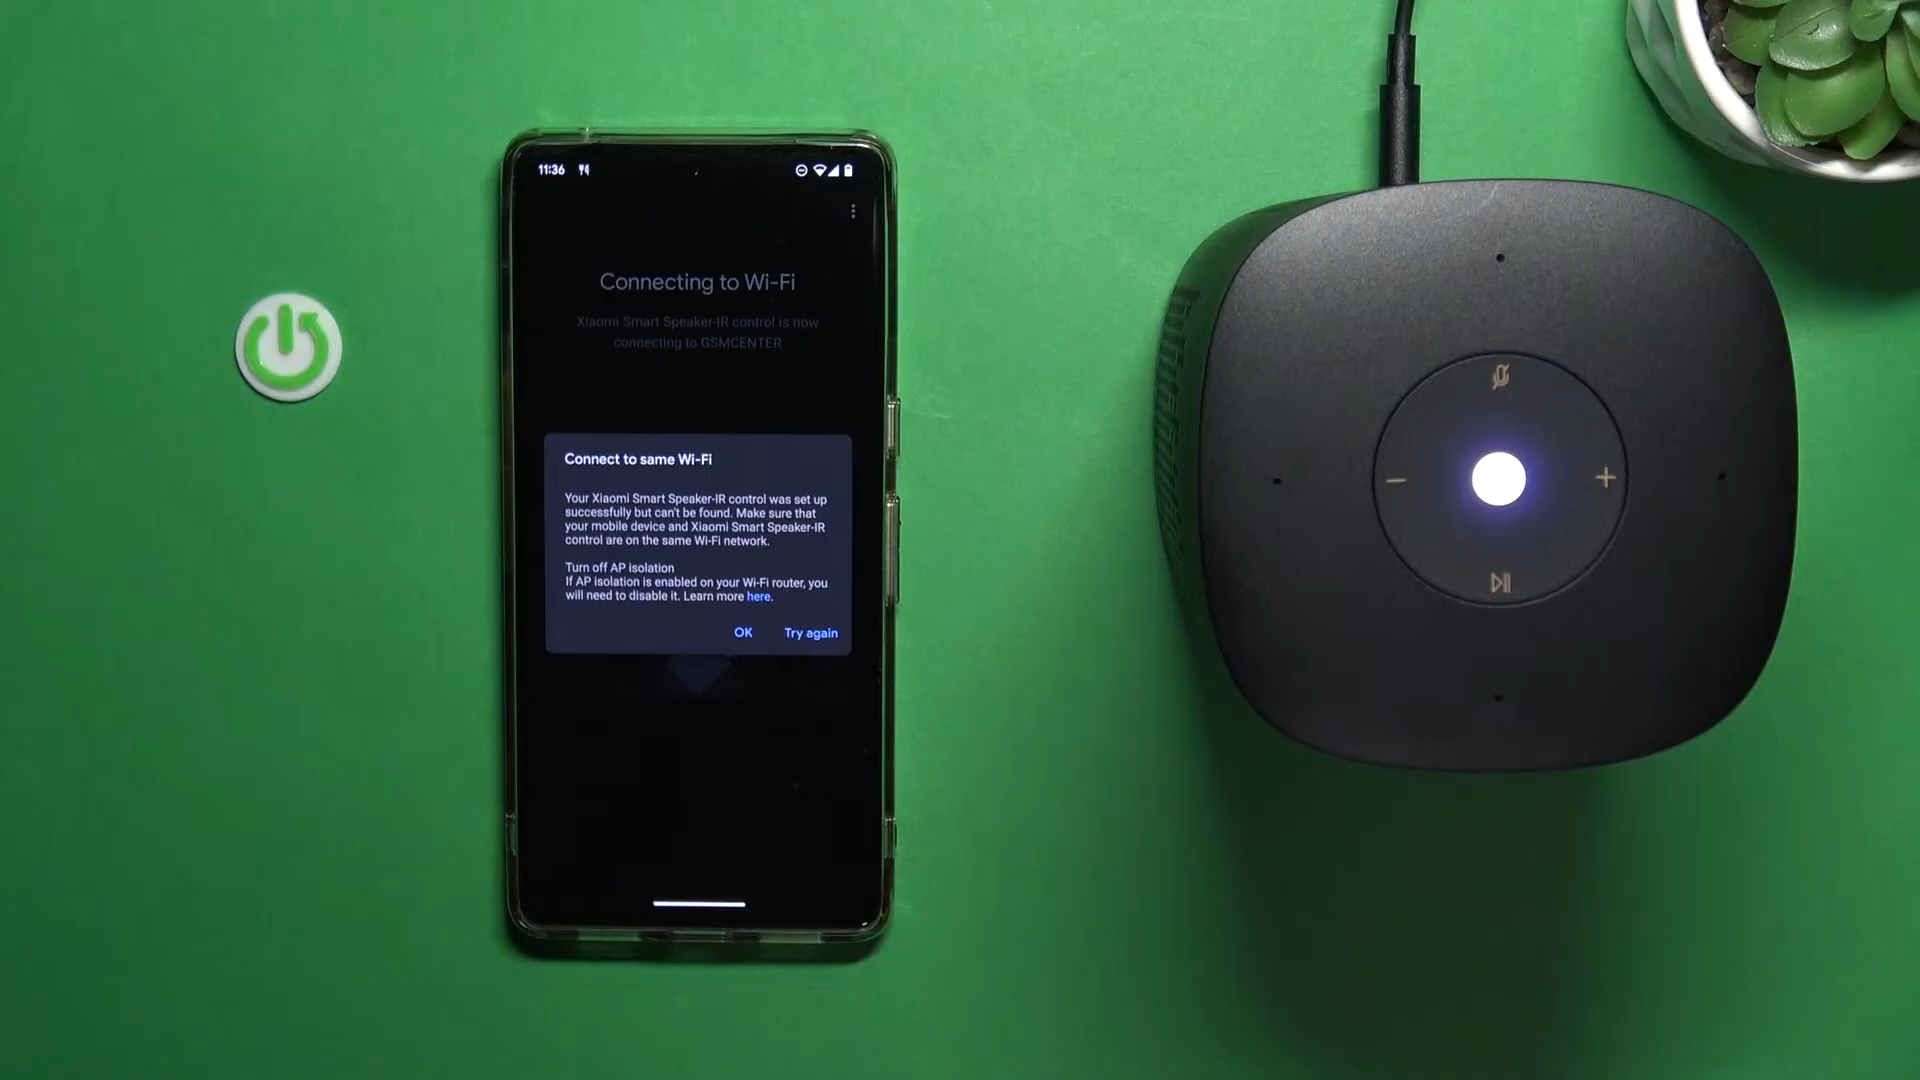 11:36
Connecting to Wi-Fi
Xiaomi Smart Speaker-IR control is now
connecting to GSMCENTER
Connect to same Wi-Fi
Your Xiaomi Smart Speaker-IR control was set up
successfully but can't be found. Make sure that
your mobile device and Xiaomi Smart Speaker-IR
control are on the same Wi-Fi network.
Turn off AP isolation
If AP isolation is enabled on your Wi-Fi router, you
will need to disable it. Learn more here.
OK Try again